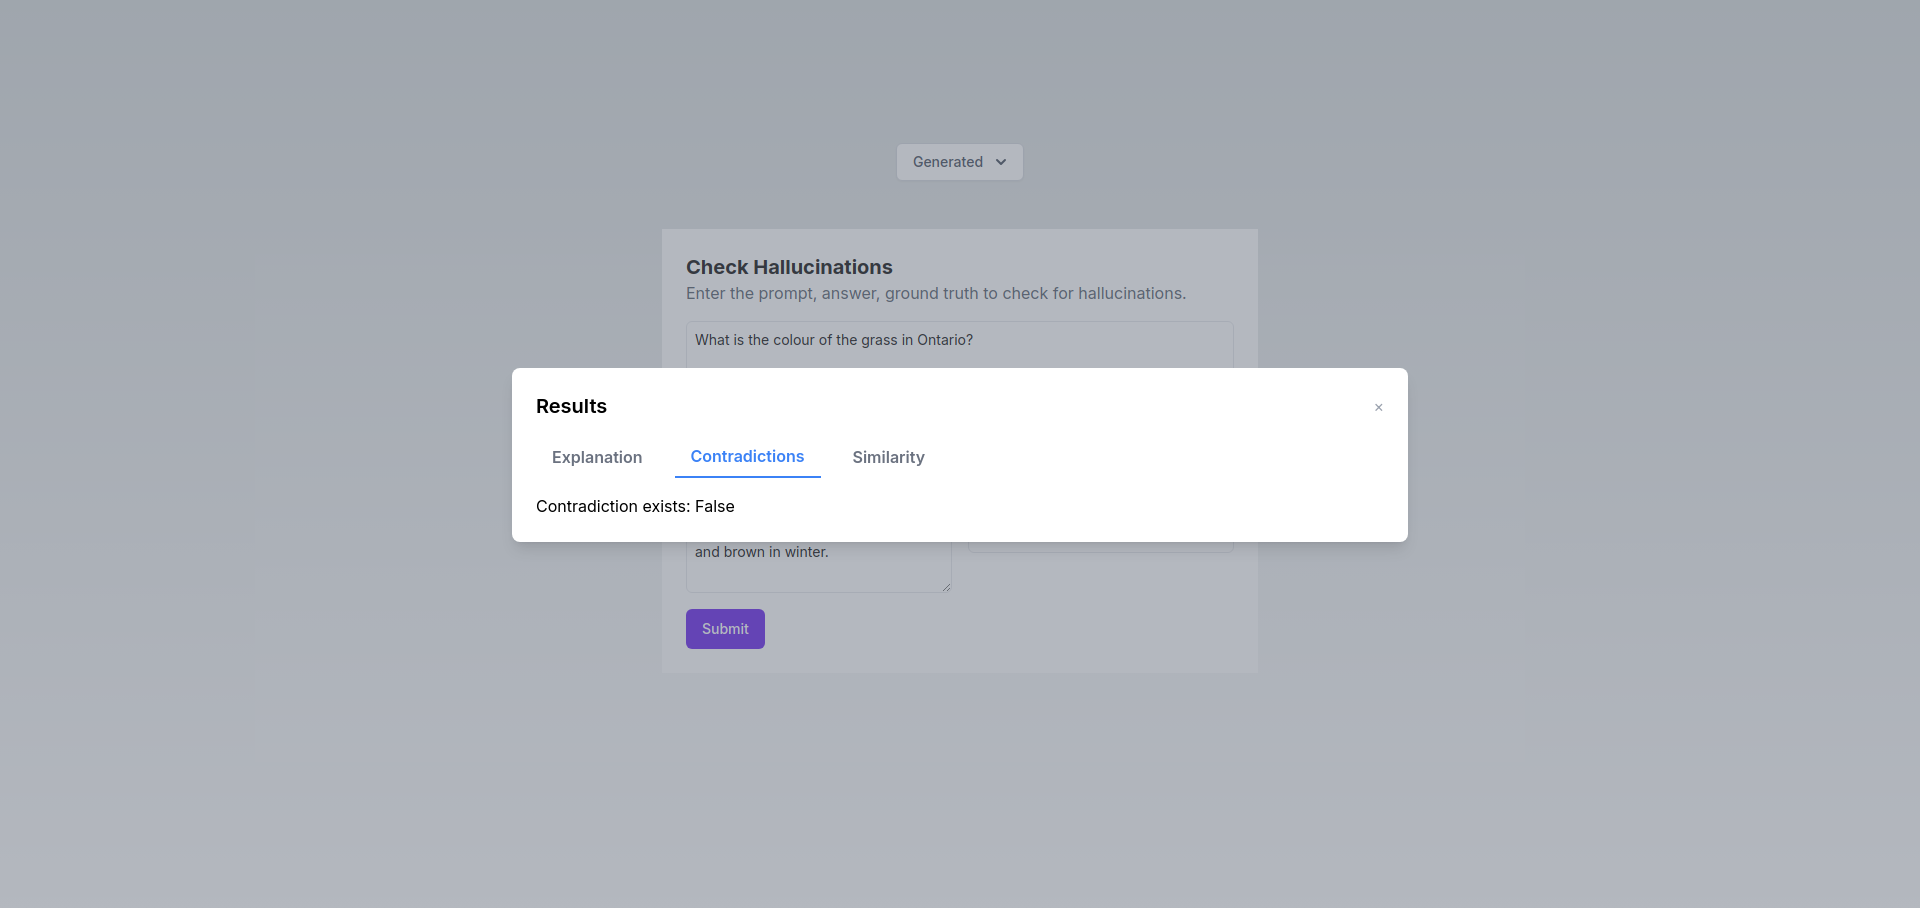 Generated
Check Hallucinations
Enter the prompt, answer, ground truth to check for hallucinations.
What is the colour of the grass in Ontario?
Results
×
Explanation Contradictions Similarity
Contradiction exists: False
and brown in winter.
Submit